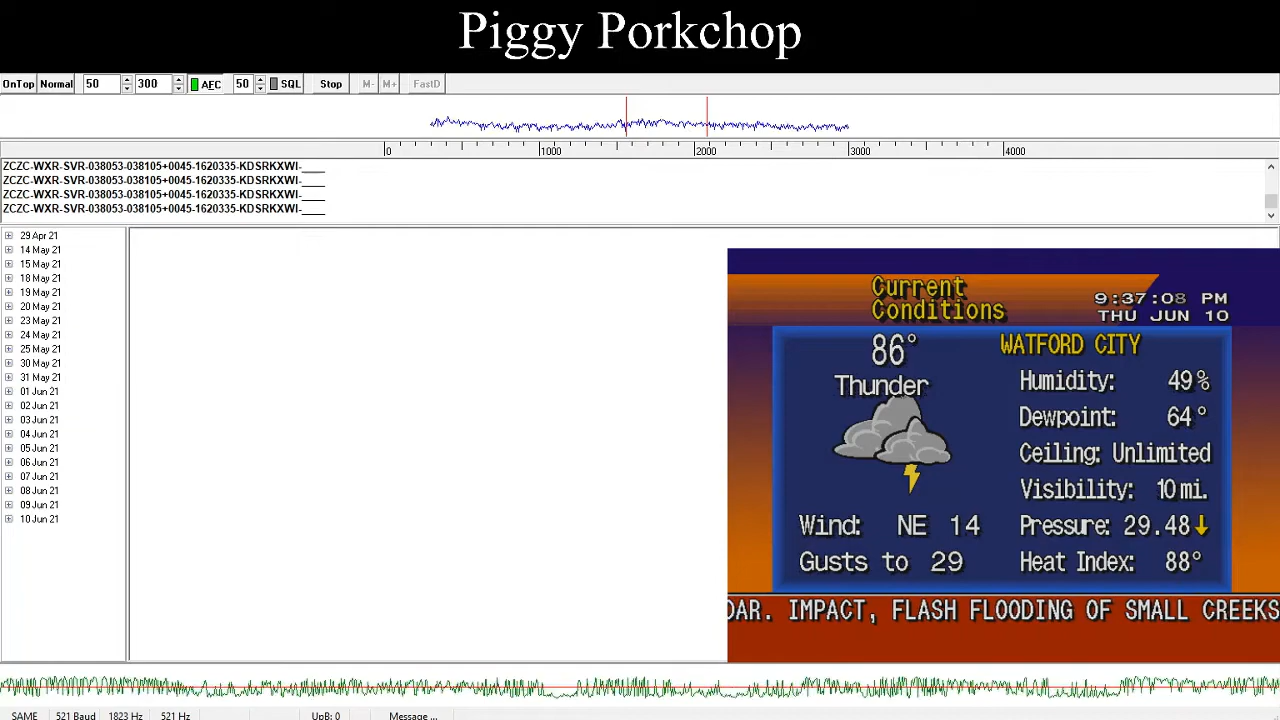 Piggy Porkchop
OnTop Normal 50 300 AFC 50 SQL Stop M- M+ FastD
0 1000 2000 3000 4000
ZCZC-WXR-SVR-038053-038105+0045-1620335-KDSRKXWI-____
ZCZC-WXR-SVR-038053-038105+0045-1620335-KDSRKXWI-____
ZCZC-WXR-SVR-038053-038105+0045-1620335-KDSRKXWI-____
ZCZC-WXR-SVR-038053-038105+0045-1620335-KDSRKXWI-____
29 Apr 21
14 May 21
15 May 21
18 May 21
19 May 21
20 May 21
23 May 21
24 May 21
25 May 21
30 May 21
31 May 21
01 Jun 21
02 Jun 21
03 Jun 21
04 Jun 21
05 Jun 21
06 Jun 21
07 Jun 21
08 Jun 21
09 Jun 21
10 Jun 21
Current
Conditions
9:37:08 PM
THU JUN 10
86°
Thunder
Wind: NE 14
Gusts to 29
WATFORD CITY
Humidity: 49%
Dewpoint: 64°
Ceiling: Unlimited
Visibility: 10 mi.
Pressure: 29.48↓
Heat Index: 88°
DAR. IMPACT, FLASH FLOODING OF SMALL CREEKS
SAME 521 Baud 1823 Hz 521 Hz UpB: 0 Message ...